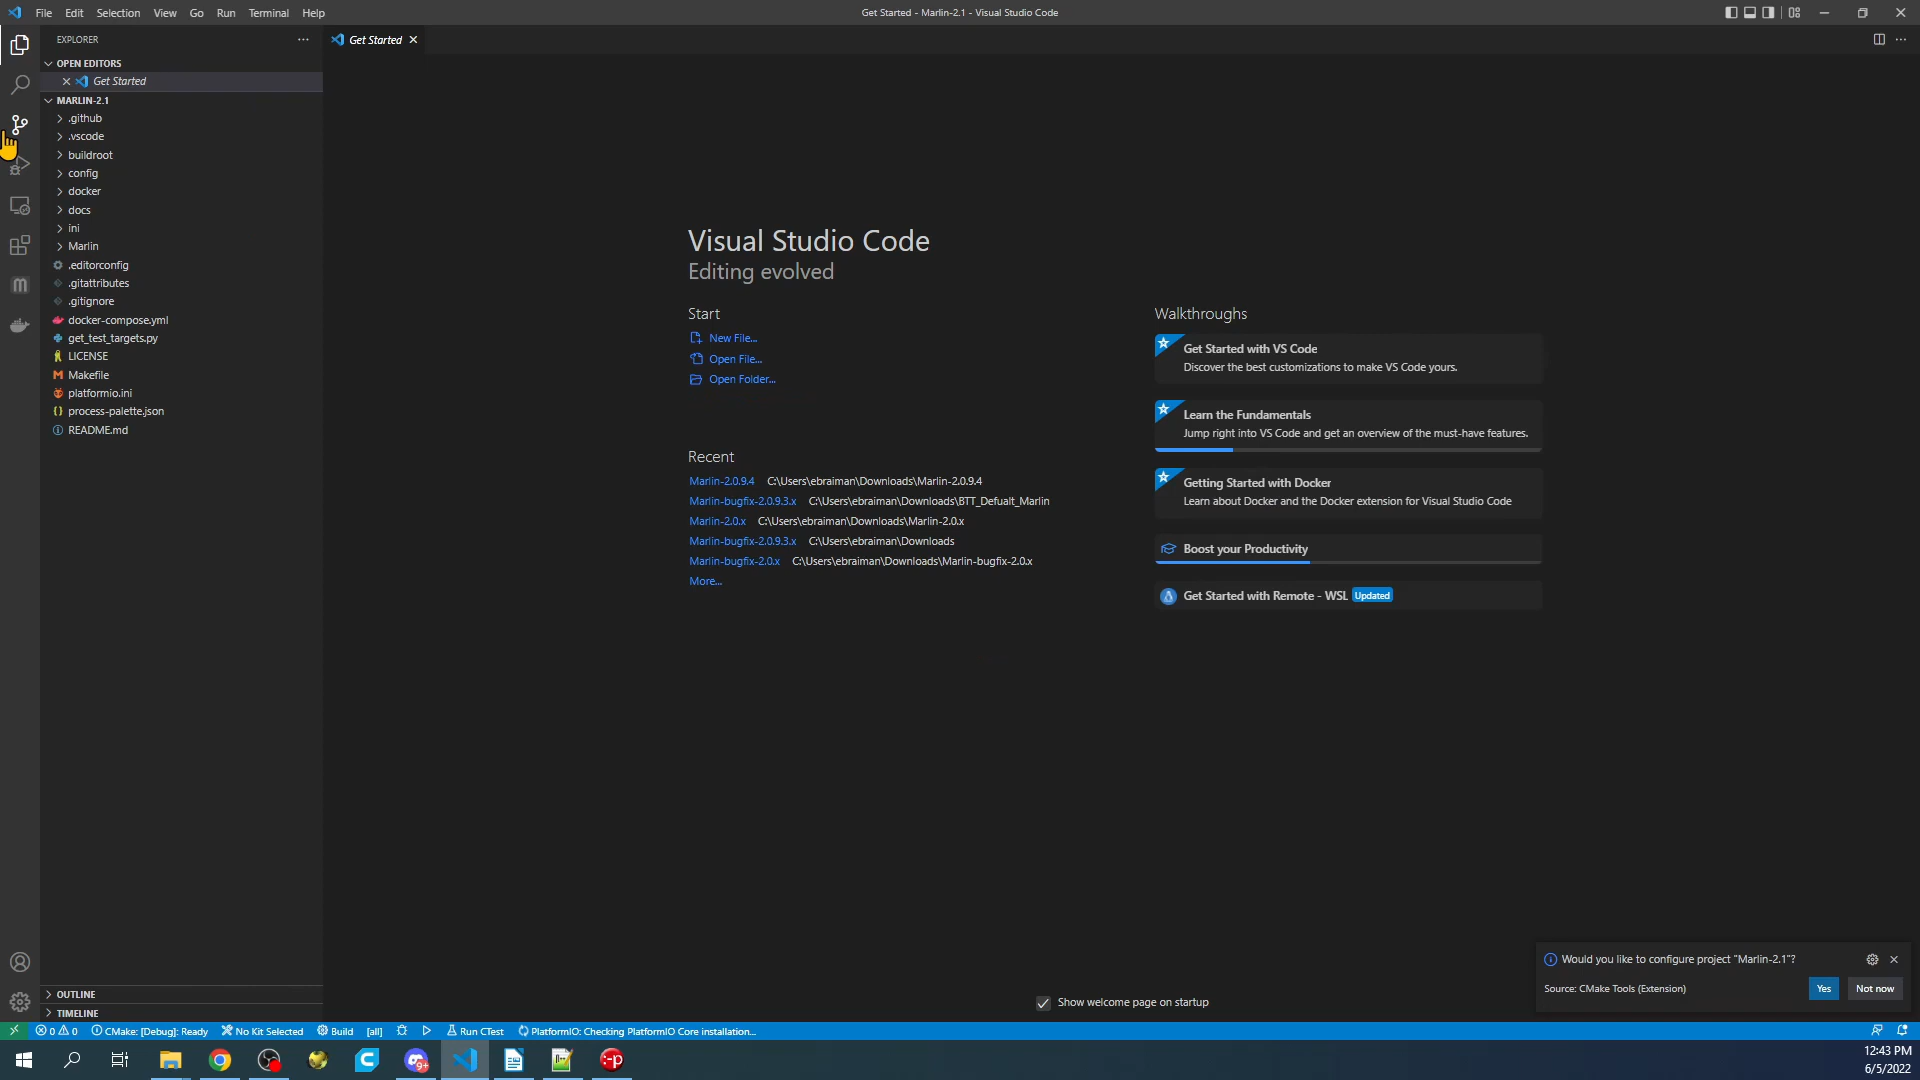 File Edit Selection View Go Run Terminal Help
Get Started - Marlin-2.1 - Visual Studio Code
EXPLORER
Get Started
OPEN EDITORS
Get Started
MARLIN-2.1
.github
.vscode
buildroot
config
docker
docs
ini
Marlin
.editorconfig
.gitattributes
.gitignore
docker-compose.yml
get_test_targets.py
LICENSE
Makefile
platformio.ini
process-palette.json
README.md
OUTLINE
TIMELINE
Visual Studio Code
Editing evolved
Start
New File...
Open File...
Open Folder...
Recent
Marlin-2.0.9.4 C:\Users\ebraiman\Downloads\Marlin-2.0.9.4
Marlin-bugfix-2.0.9.3.x C:\Users\ebraiman\Downloads\BTT_Defualt_Marlin
Marlin-2.0.x C:\Users\ebraiman\Downloads\Marlin-2.0.x
Marlin-bugfix-2.0.9.3.x C:\Users\ebraiman\Downloads
Marlin-bugfix-2.0.x C:\Users\ebraiman\Downloads\Marlin-bugfix-2.0.x
More...
Walkthroughs
Get Started with VS Code
Discover the best customizations to make VS Code yours.
Learn the Fundamentals
Jump right into VS Code and get an overview of the must-have features.
Getting Started with Docker
Learn about Docker and the Docker extension for Visual Studio Code
Boost your Productivity
Get Started with Remote - WSL Updated
Show welcome page on startup
Would you like to configure project "Marlin-2.1"?
Source: CMake Tools (Extension)
Yes Not now
0 0 CMake: [Debug]: Ready No Kit Selected Build [all] Run CTest PlatformIO: Checking PlatformIO Core installation...
9+
12:43 PM
6/5/2022